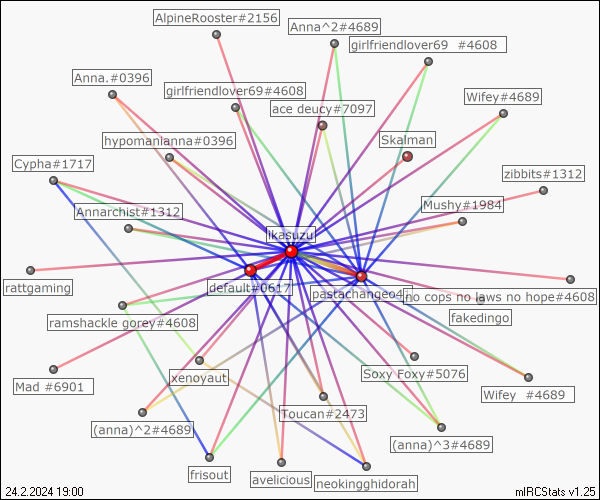 AlpineRooster#2156
Anna^2#4689
girlfriendlover69 #4608
Anna.#0396
girlfriendlover69#4608
Wifey#4689
ace deucy#7097
hypomanianna#0396
Skalman
Cypha#1717
zibbits#1312
Mushy#1984
Annarchist#1312
ikasuzu
rattgaming
default#0617
pastachangeo4
no cops no laws no hope#4608
fakedingo
ramshackle gorey#4608
Soxy Foxy#5076
xenoyaut
Mad #6901
Wifey #4689
Toucan#2473
(anna)^2#4689
(anna)^3#4689
frisout
avelicious
neokingghidorah
24.2.2024 19:00
mIRCStats v1.25